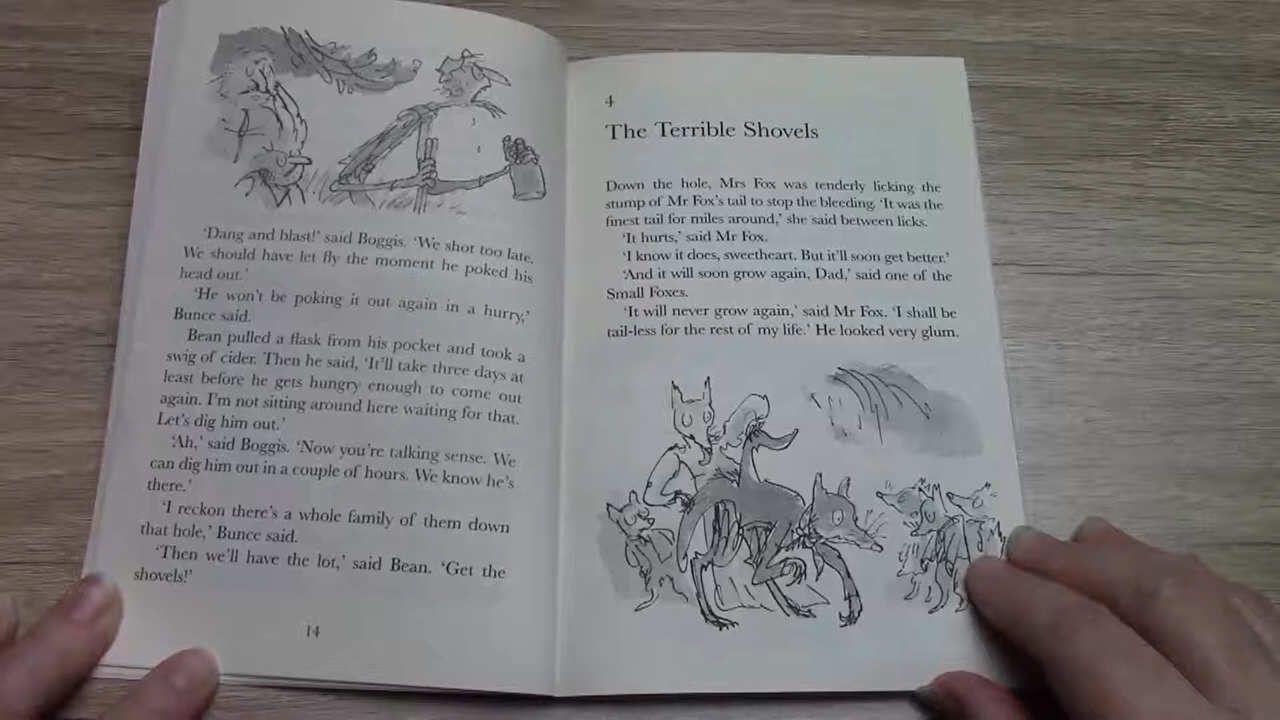 'Dang and blast!' said Boggis. 'We shot too late.
We should have let fly the moment he poked his
head out.'
'He won't be poking it out again in a hurry,'
Bunce said.
Bean pulled a flask from his pocket and took a
swig of cider. Then he said, 'It'll take three days at
least before he gets hungry enough to come out
again. I'm not sitting around here waiting for that.
Let's dig him out.'
'Ah,' said Boggis. 'Now you're talking sense. We
can dig him out in a couple of hours. We know he's
there.'
'I reckon there's a whole family of them down
that hole,' Bunce said.
'Then we'll have the lot,' said Bean. 'Get the
shovels!'
14
4
The Terrible Shovels
Down the hole, Mrs Fox was tenderly licking the
stump of Mr Fox's tail to stop the bleeding. 'It was the
finest tail for miles around,' she said between licks.
'It hurts,' said Mr Fox.
'I know it does, sweetheart. But it'll soon get better.'
'And it will soon grow again, Dad,' said one of the
Small Foxes.
'It will never grow again,' said Mr Fox. 'I shall be
tail-less for the rest of my life.' He looked very glum.